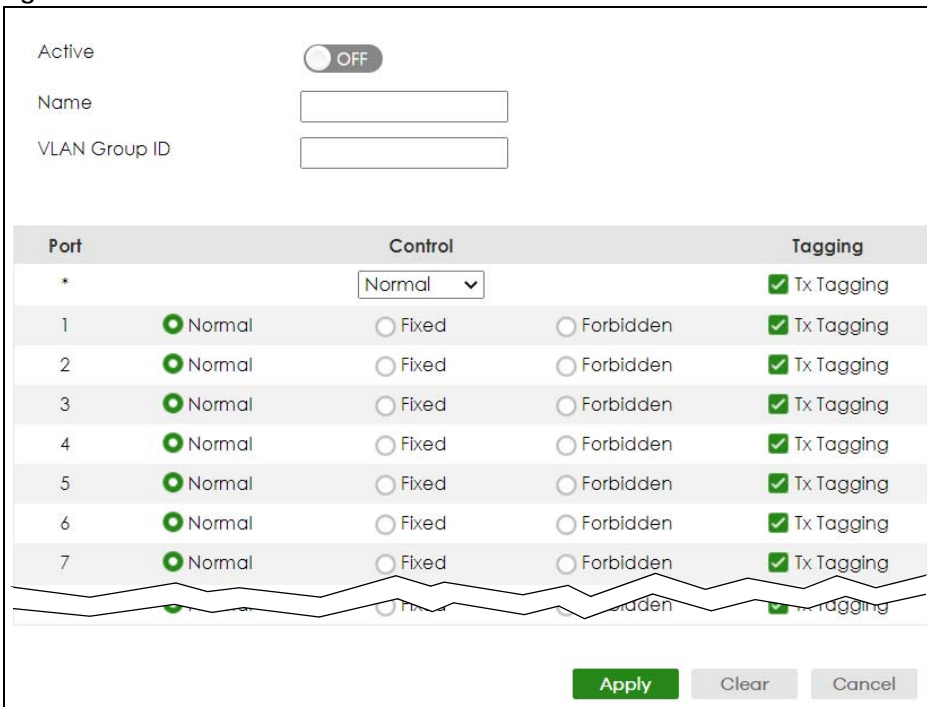 Active OFF
Name
VLAN Group ID
Port Control Tagging
* Normal Tx Tagging
1 Normal Fixed Forbidden Tx Tagging
2 Normal Fixed Forbidden Tx Tagging
3 Normal Fixed Forbidden Tx Tagging
4 Normal Fixed Forbidden Tx Tagging
5 Normal Fixed Forbidden Tx Tagging
6 Normal Fixed Forbidden Tx Tagging
7 Normal Fixed Forbidden Tx Tagging
Apply Clear Cancel